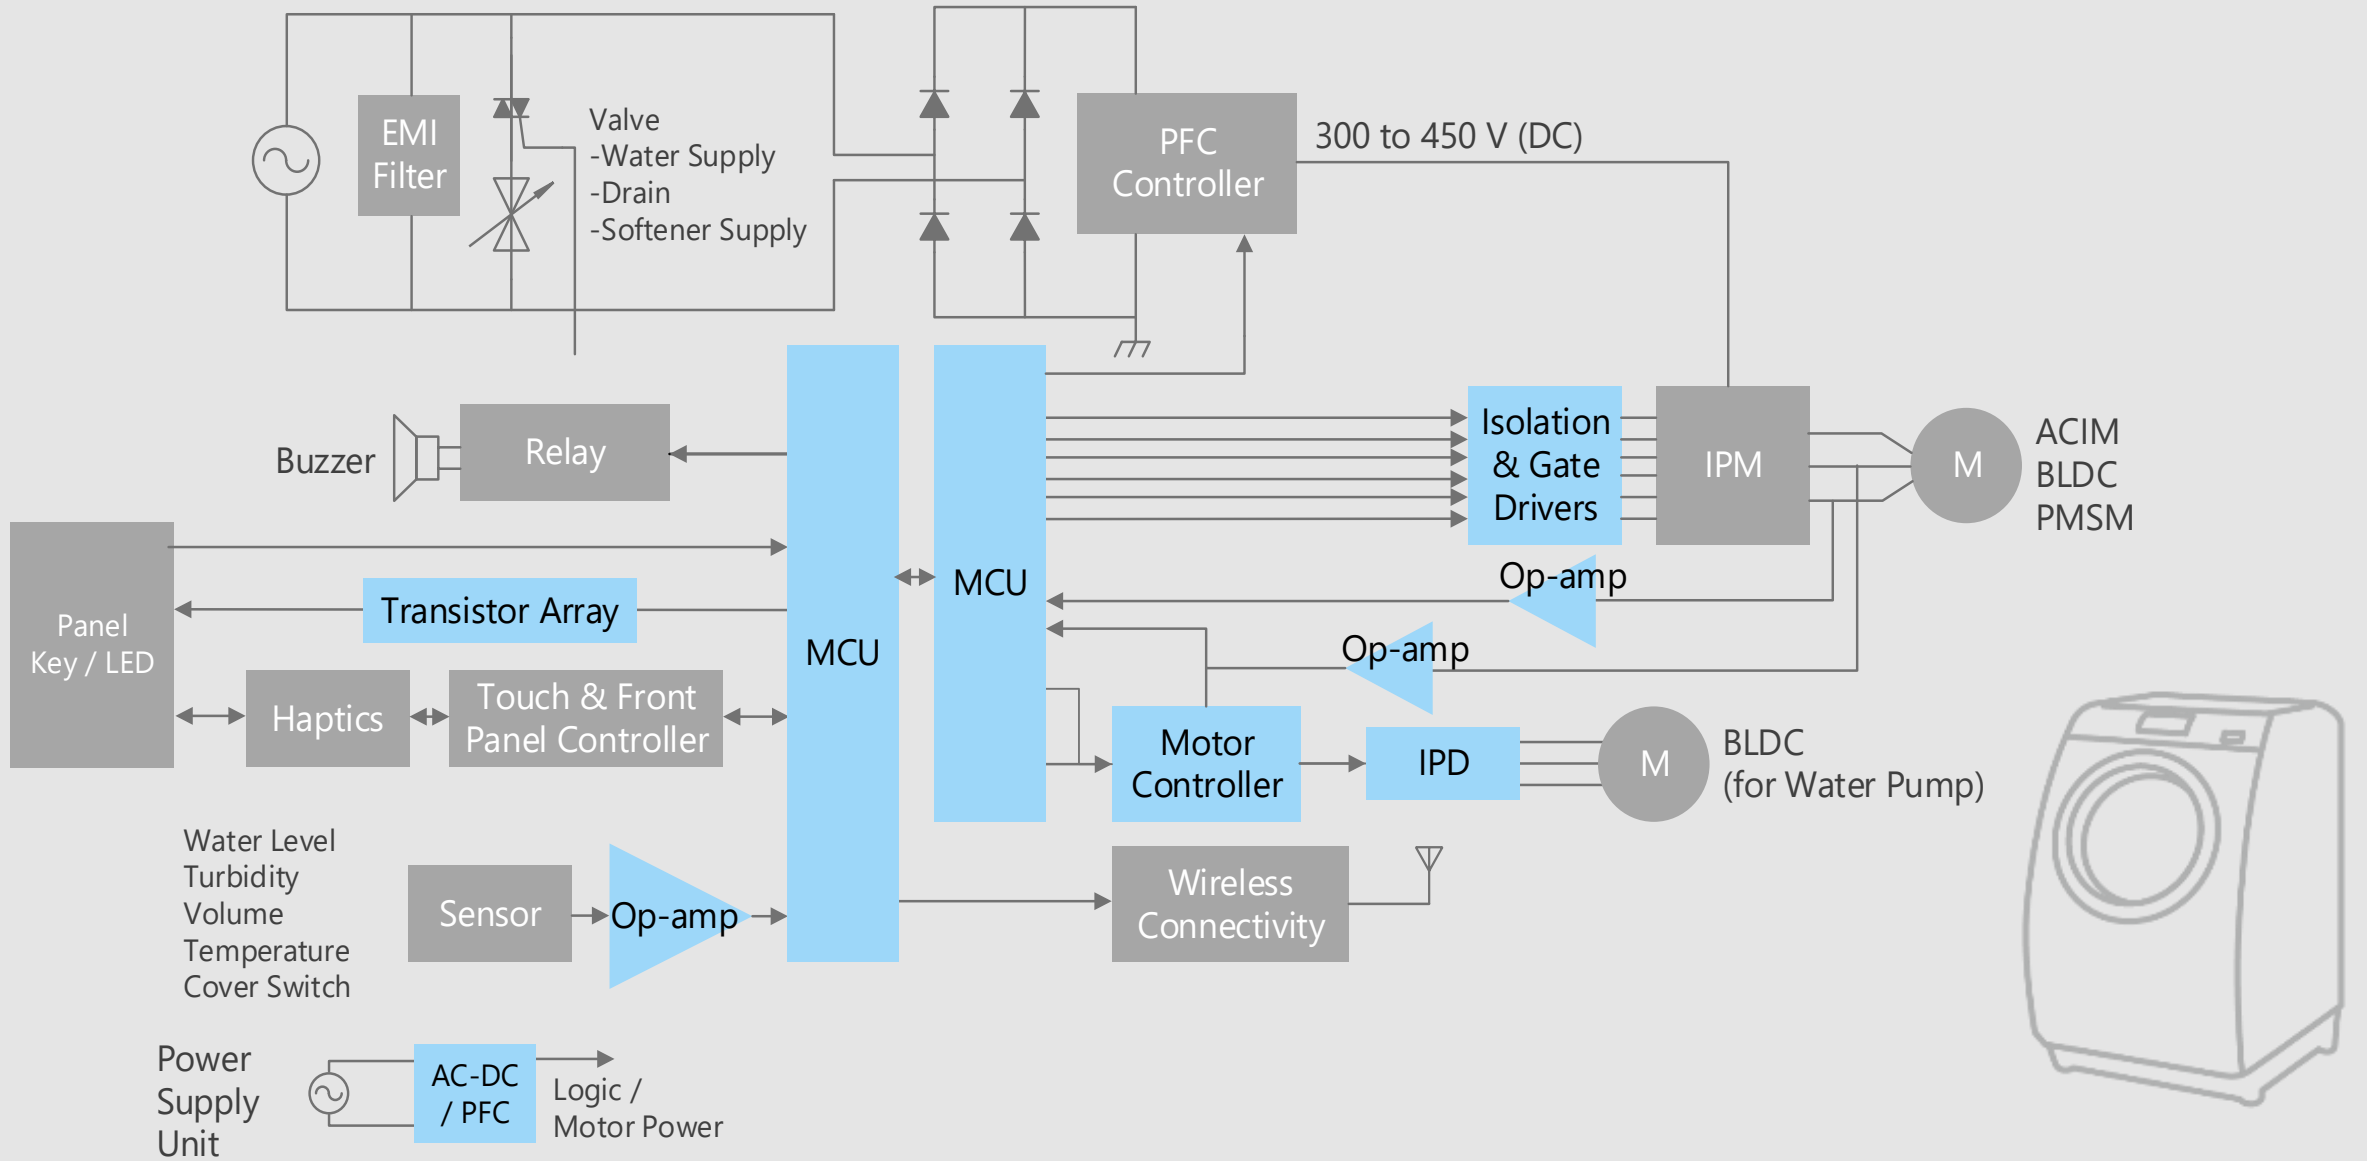 EMI
Filter
Valve
-Water Supply
-Drain
-Softener Supply
PFC
Controller
300 to 450 V (DC)
Buzzer
Relay
Isolation
& Gate
Drivers
IPM
M
ACIM
BLDC
PMSM
Panel
Key / LED
Transistor Array
Haptics
Touch & Front
Panel Controller
MCU
MCU
Op-amp
Op-amp
Motor
Controller
IPD
M
BLDC
(for Water Pump)
Water Level
Turbidity
Volume
Temperature
Cover Switch
Sensor
Op-amp
Wireless
Connectivity
Power
Supply
Unit
AC-DC
/ PFC
Logic /
Motor Power